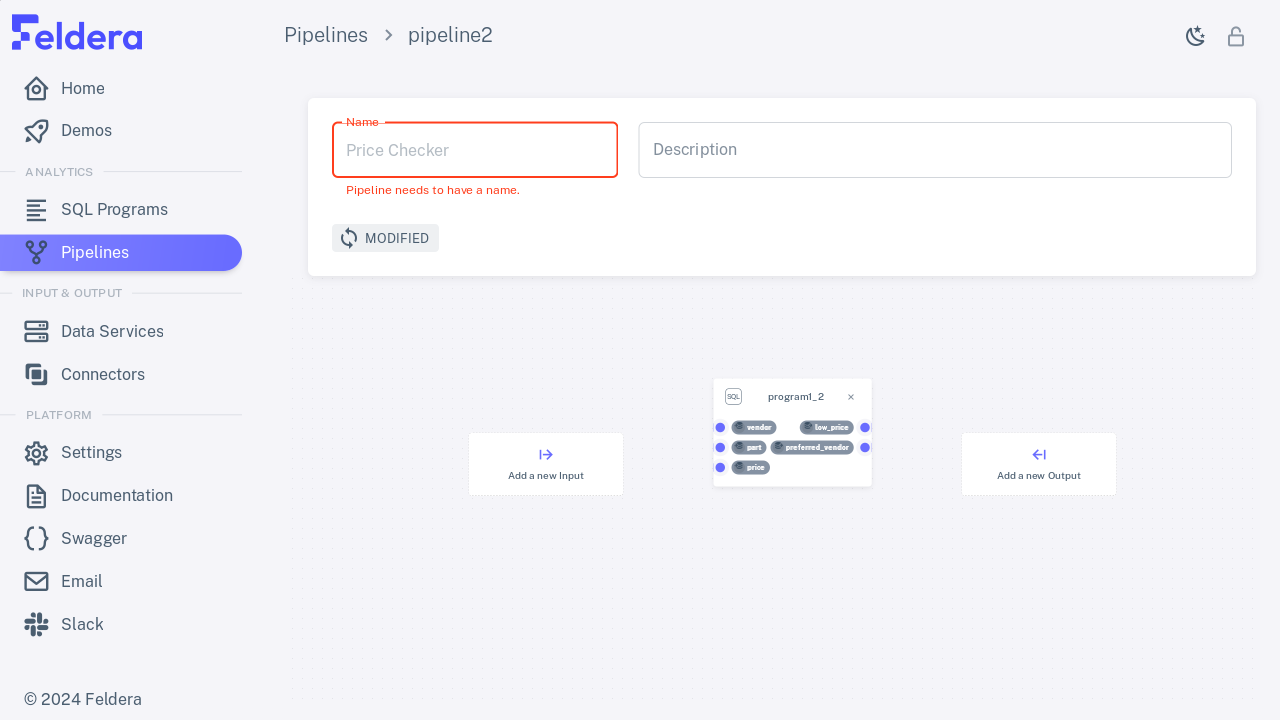 Feldera
Pipelines > pipeline2
Home
Demos
ANALYTICS
SQL Programs
Pipelines
INPUT & OUTPUT
Data Services
Connectors
PLATFORM
Settings
Documentation
Swagger
Email
Slack
© 2024 Feldera
Name
Price Checker
Pipeline needs to have a name.
Description
MODIFIED
Add a new Input
SQL program1_2 ×
vendor low_price
part preferred_vendor
price
Add a new Output